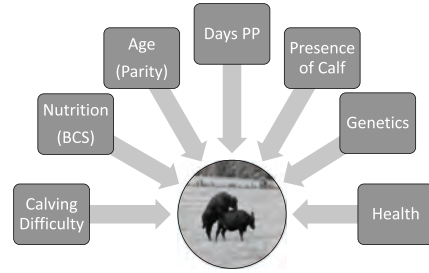 Days PP
Age
(Parity)
Presence
of Calf
Nutrition
(BCS)
Genetics
Calving
Difficulty
Health